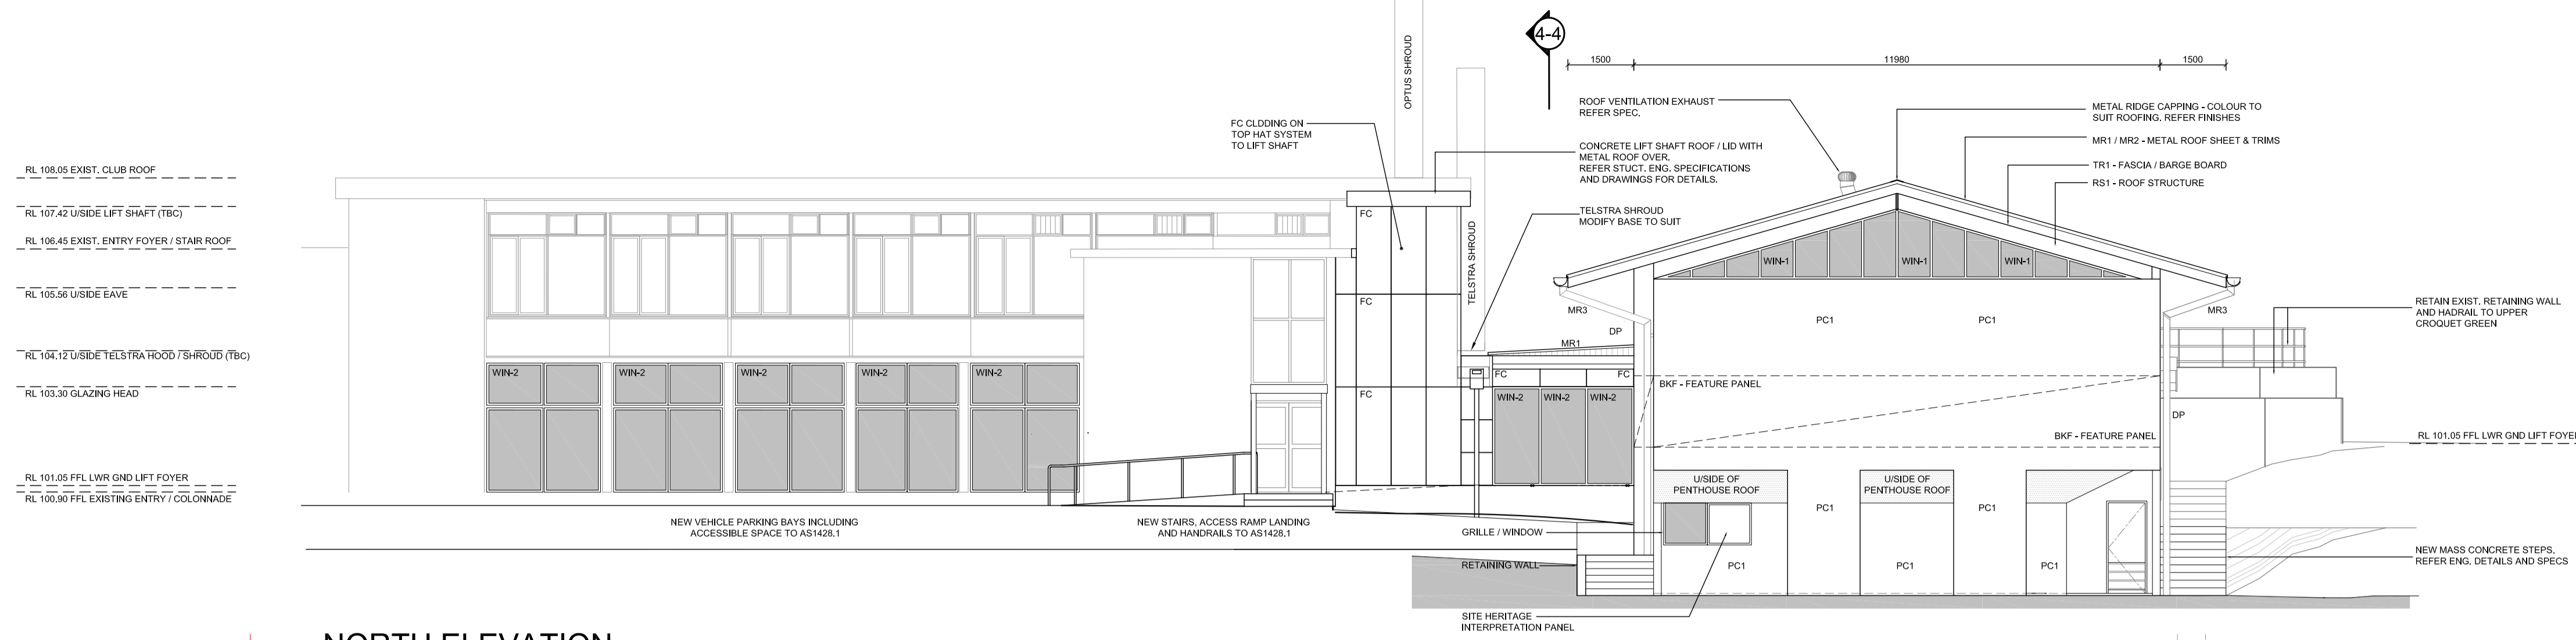 OPTUS SHROUD
4-4
1500
11980
1500
ROOF VENTILATION EXHAUST
REFER SPEC.
METAL RIDGE CAPPING - COLOUR TO
SUIT ROOFING. REFER FINISHES
FC CLDDING ON
TOP HAT SYSTEM
TO LIFT SHAFT
MR1 / MR2 - METAL ROOF SHEET & TRIMS
CONCRETE LIFT SHAFT ROOF / LID WITH
METAL ROOF OVER.
REFER STUCT. ENG. SPECIFICATIONS
AND DRAWINGS FOR DETAILS.
TR1 - FASCIA / BARGE BOARD
RS1 - ROOF STRUCTURE
RL 108.05 EXIST. CLUB ROOF
RL 107.42 U/SIDE LIFT SHAFT (TBC)
FC
TELSTRA SHROUD
MODIFY BASE TO SUIT
RL 106.45 EXIST. ENTRY FOYER / STAIR ROOF
TELSTRA SHROUD
WIN-1
WIN-1
WIN-1
RL 105.56 U/SIDE EAVE
FC
MR3
MR3
RETAIN EXIST. RETAINING WALL
AND HADRAIL TO UPPER
CROQUET GREEN
PC1
PC1
DP
MR1
RL 104.12 U/SIDE TELSTRA HOOD / SHROUD (TBC)
WIN-2
WIN-2
WIN-2
WIN-2
WIN-2
FC
FC
BKF - FEATURE PANEL
RL 103.30 GLAZING HEAD
FC
WIN-2
WIN-2
WIN-2
DP
BKF - FEATURE PANEL
RL 101.05 FFL LWR GND LIFT FOYER
RL 101.05 FFL LWR GND LIFT FOYER
U/SIDE OF
PENTHOUSE ROOF
U/SIDE OF
PENTHOUSE ROOF
RL 100.90 FFL EXISTING ENTRY / COLONNADE
PC1
PC1
NEW VEHICLE PARKING BAYS INCLUDING
ACCESSIBLE SPACE TO AS1428.1
NEW STAIRS, ACCESS RAMP LANDING
AND HANDRAILS TO AS1428.1
GRILLE / WINDOW
NEW MASS CONCRETE STEPS.
REFER ENG. DETAILS AND SPECS
RETAINING WALL
PC1
PC1
PC1
SITE HERITAGE
INTERPRETATION PANEL
NORTH ELEVATION